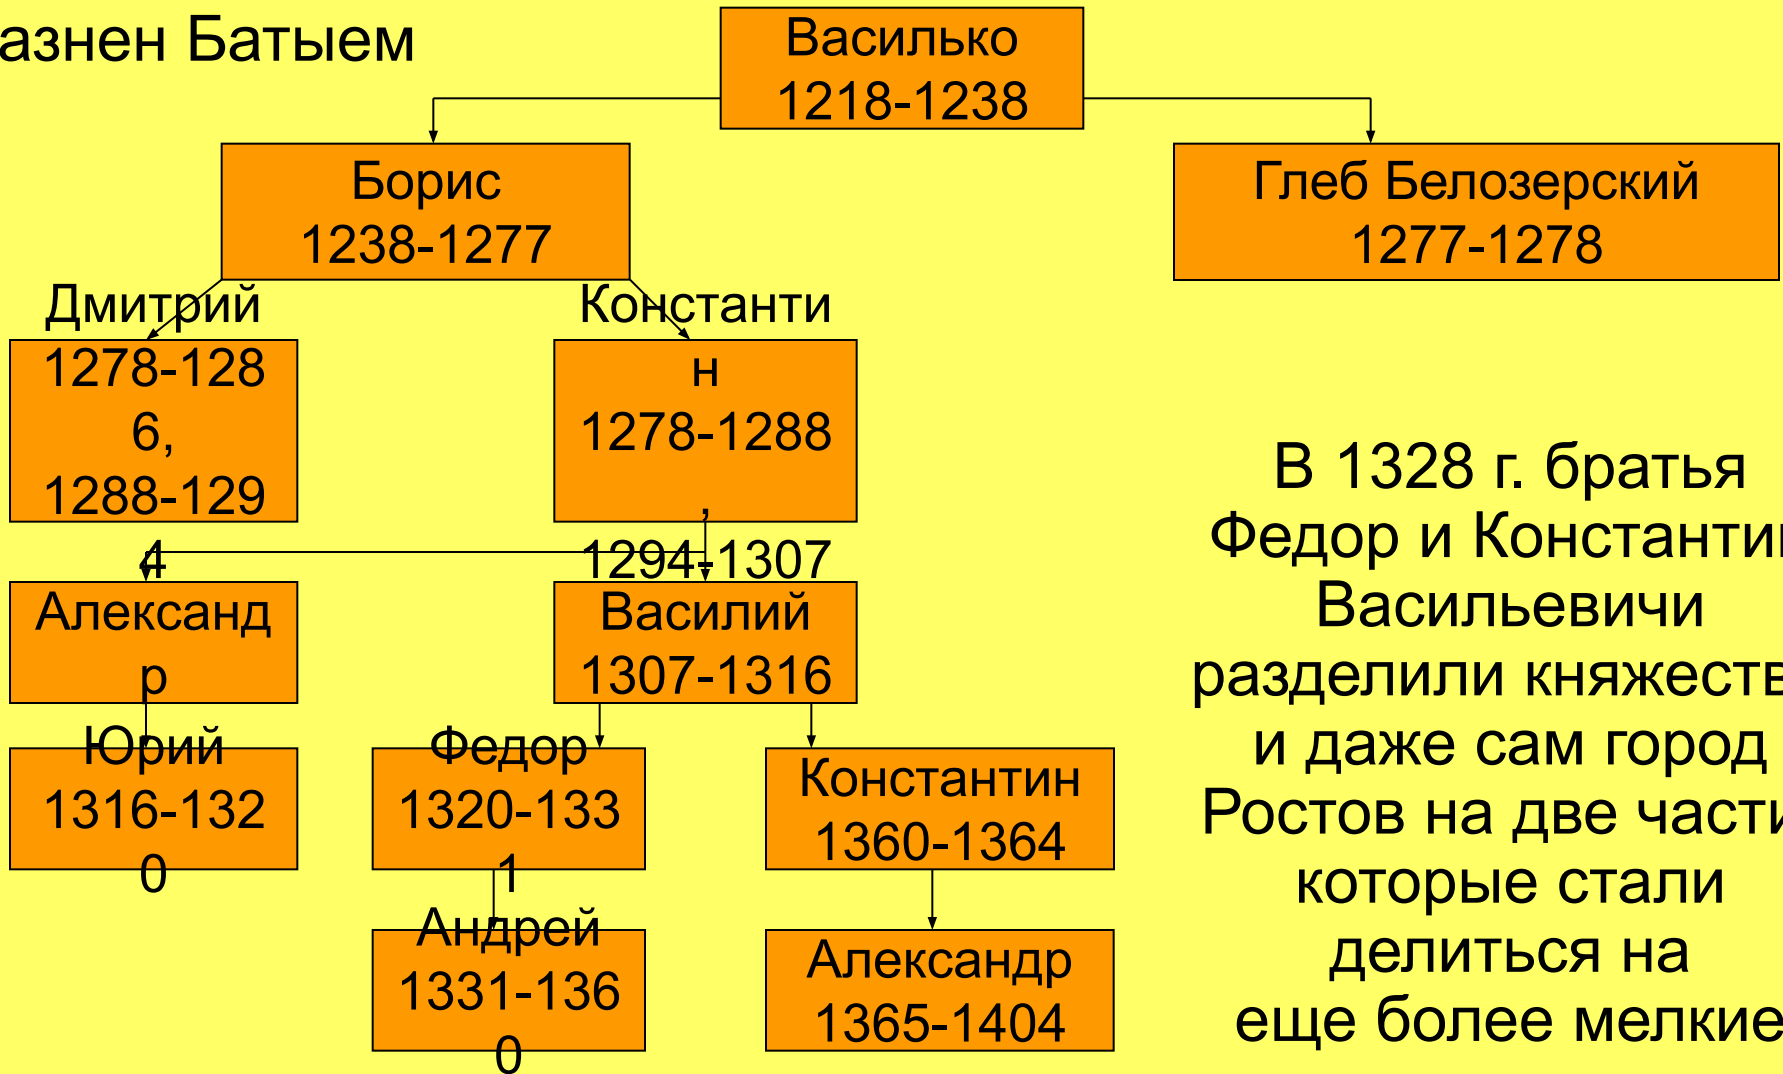 азнен Батыем
Василько
1218-1238
Борис
1238-1277
Глеб Белозерский
1277-1278
Дмитрий
1278-128
6,
1288-129
4
Константи
н
1278-1288
,
1294-1307
Александ
р
Василий
1307-1316
Юрий
1316-132
0
Федор
1320-133
1
Константин
1360-1364
Андрей
1331-136
0
Александр
1365-1404
В 1328 г. братья
Федор и Константин
Васильевичи
разделили княжеств
и даже сам город
Ростов на две части
которые стали
делиться на
еще более мелкие